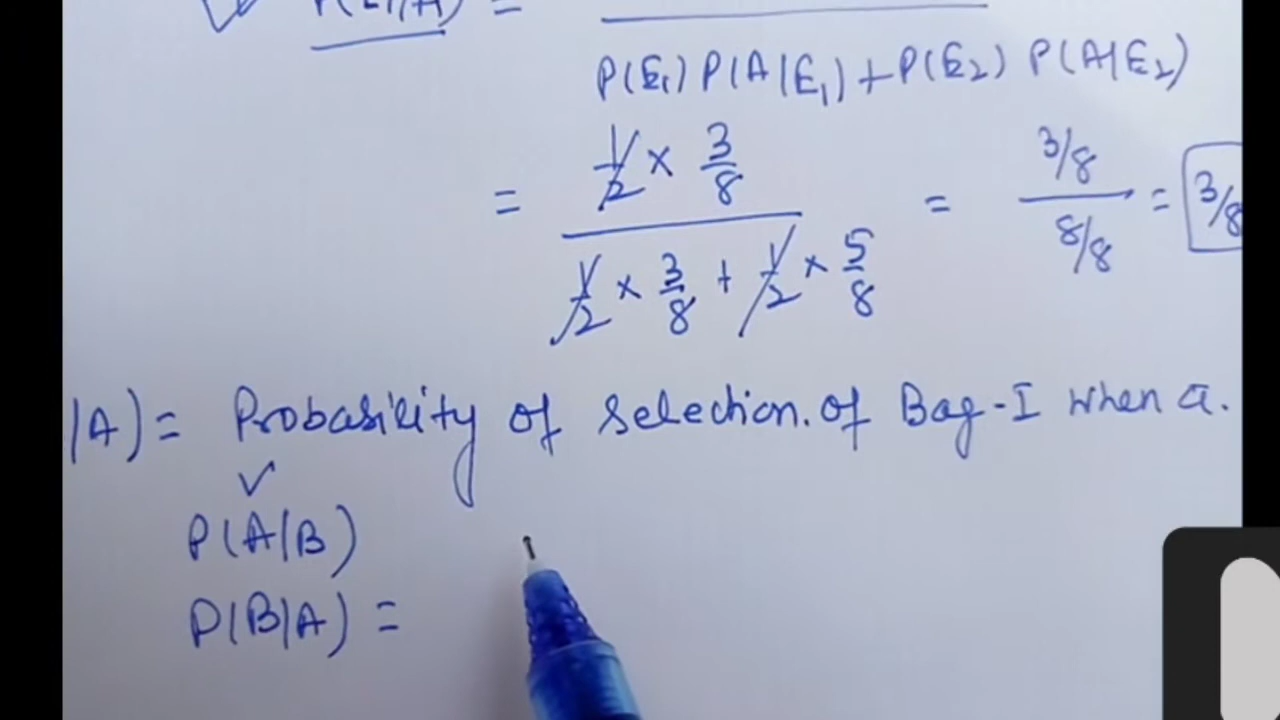 P(E1/A) =
P(E₁) P(A|E₁) + P(E₂) P(A|E₂)
= 1/2 × 3/8 / 1/2 × 3/8 + 1/2 × 5/8 = 3/8 / 8/8 = 3/8
|A) = Probability of selection. of Bag-I when a.
✓
P(A/B)
P(B/A) =